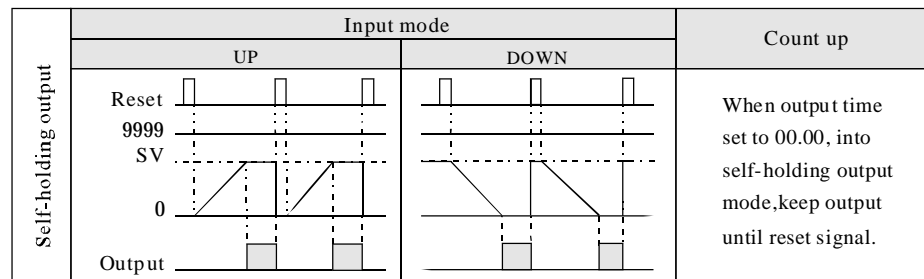 Input mode
Count up
UP
DOWN
Self-holding output
Reset
9999
SV
0
Output
When output time
set to 00.00, into
self-holding output
mode,keep output
until reset signal.